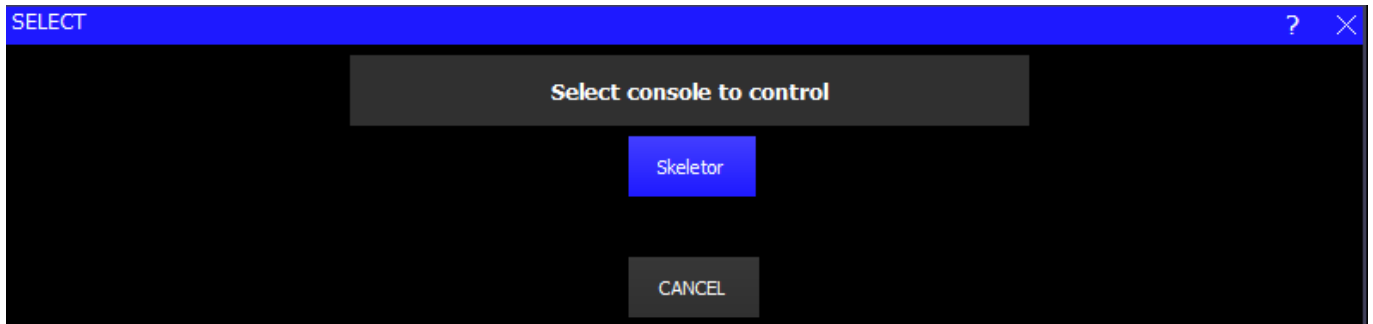 SELECT ?
Select console to control
Skeletor
CANCEL